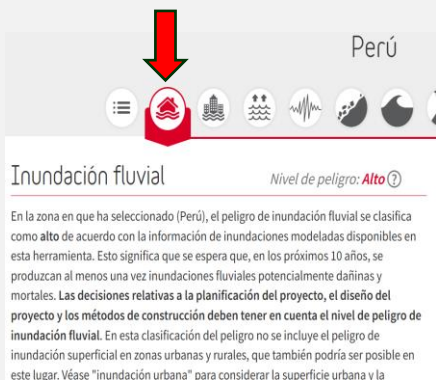 Perú
Inundación fluvial
Nivel de peligro: Alto ?
En la zona en que ha seleccionado (Perú), el peligro de inundación fluvial se clasifica
como alto de acuerdo con la información de inundaciones modeladas disponibles en
esta herramienta. Esto significa que se espera que, en los próximos 10 años, se
produzcan al menos una vez inundaciones fluviales potencialmente dañinas y
mortales. Las decisiones relativas a la planificación del proyecto, el diseño del
proyecto y los métodos de construcción deben tener en cuenta el nivel de peligro de
inundación fluvial. En esta clasificación del peligro no se incluye el peligro de
inundación superficial en zonas urbanas y rurales, que también podría ser posible en
este lugar. Véase "inundación urbana" para considerar la superficie urbana y la